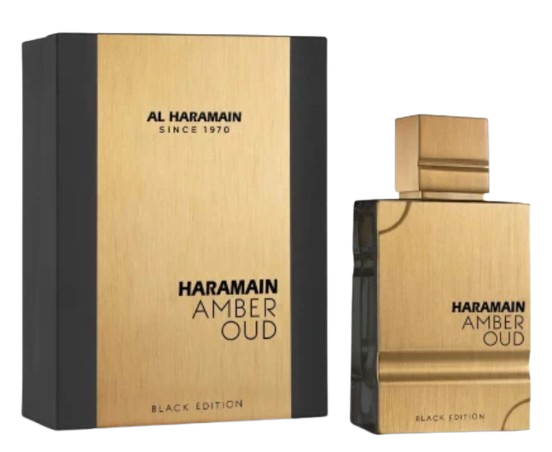 AL HARAMAIN
SINCE 1970
HARAMAIN
AMBER
OUD
BLACK EDITION
HARAMAIN
AMBER
OUD
BLACK EDITION